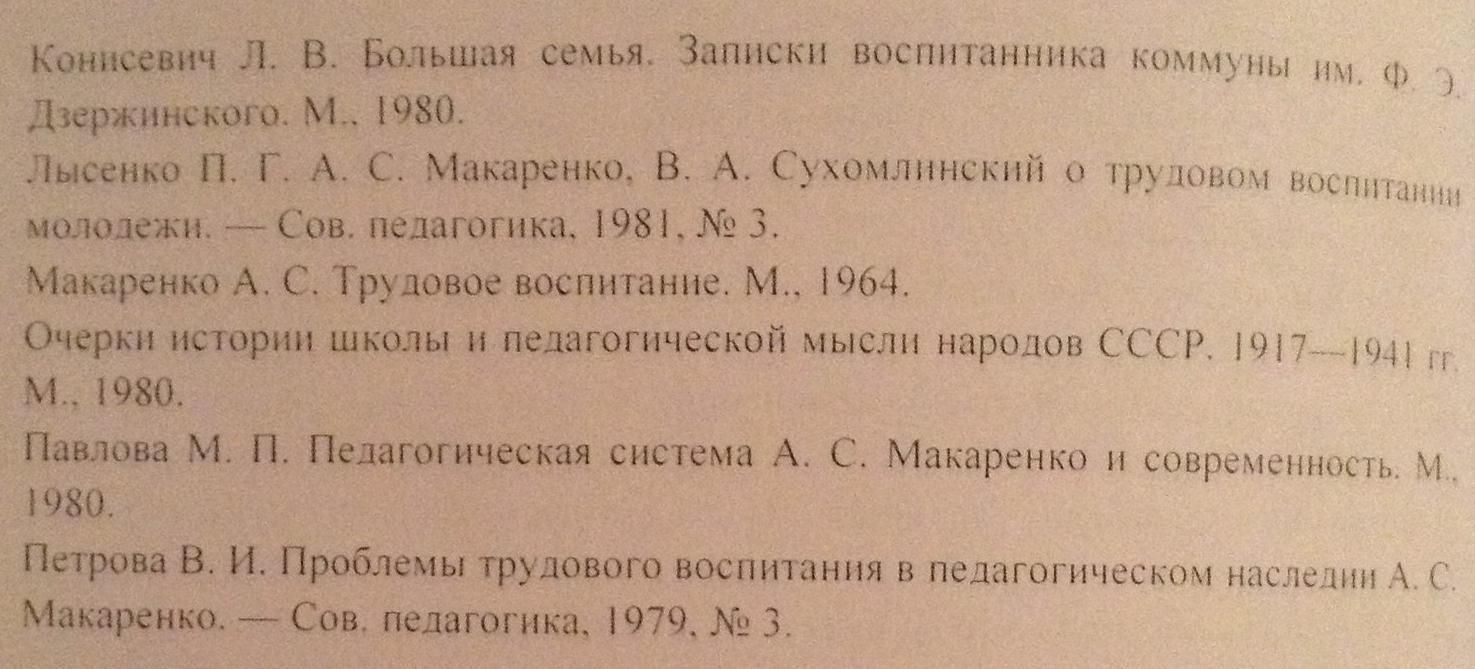 Конисевич Л. В. Большая семья. Записки воспитанника коммуны им. Ф. Э.
Дзержинского. М., 1980.
Лысенко П. Г. А. С. Макаренко, В. А. Сухомлинский о трудовом воспитании
молодежи. — Сов. педагогика, 1981, № 3.
Макаренко А. С. Трудовое воспитание. М., 1964.
Очерки истории школы и педагогической мысли народов СССР. 1917—1941 гг.
М., 1980.
Павлова М. П. Педагогическая система А. С. Макаренко и современность. М.,
1980.
Петрова В. И. Проблемы трудового воспитания в педагогическом наследии А. С.
Макаренко. — Сов. педагогика, 1979, № 3.